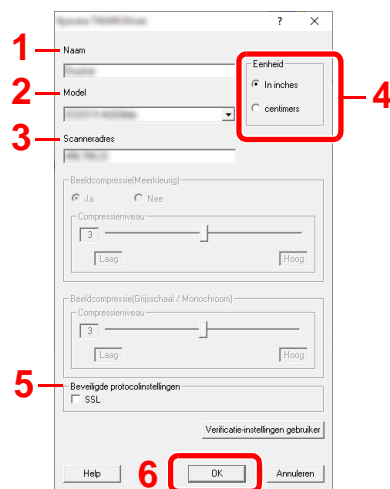 ? ×
1 Naam
Eenheid
In inches
centimers
4
2 Model
3 Scanneradres
Beeldcompressie(Meerkleurig)
Ja Nee
Compressieniveau
3
Laag Hoog
Beeldcompressie(Grijsschaal / Monochroom)
Compressieniveau
3
Laag Hoog
5 Beveiligde protocolinstellingen
SSL
Verificatie-instellingen gebruiker
Help 6 OK Annuleren